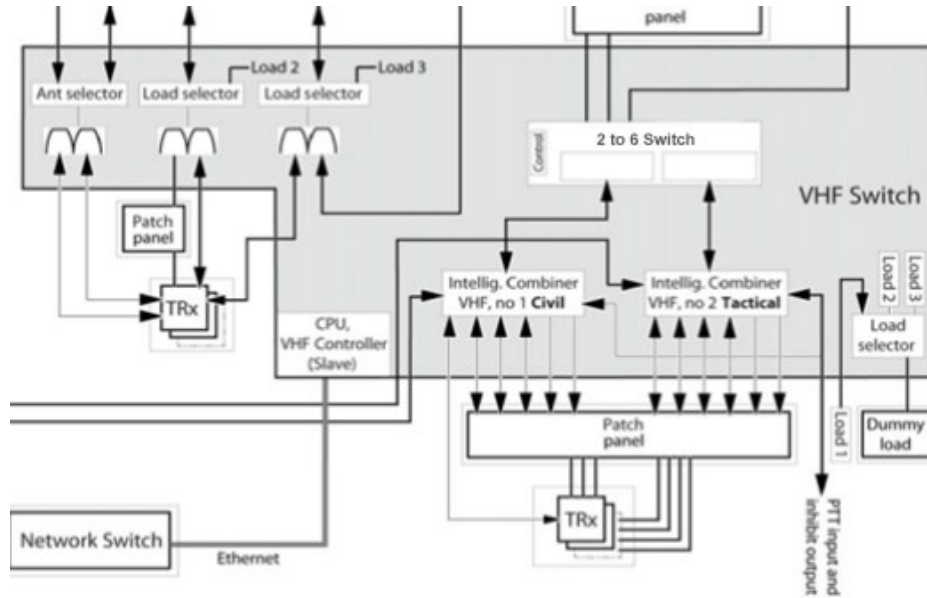 panel
Load 2
Load 3
Ant selector
Load selector
Load selector
Control
2 to 6 Switch
VHF Switch
Patch
panel
TRx
Intellig. Combiner
VHF, no 1 Civil
Intellig. Combiner
VHF, no 2 Tactical
Load 2
Load 3
Load
selector
CPU,
VHF Controller
(Slave)
Load 1
Dummy
load
Patch
panel
TRx
PTT input and
inhibit output
Network Switch
Ethernet